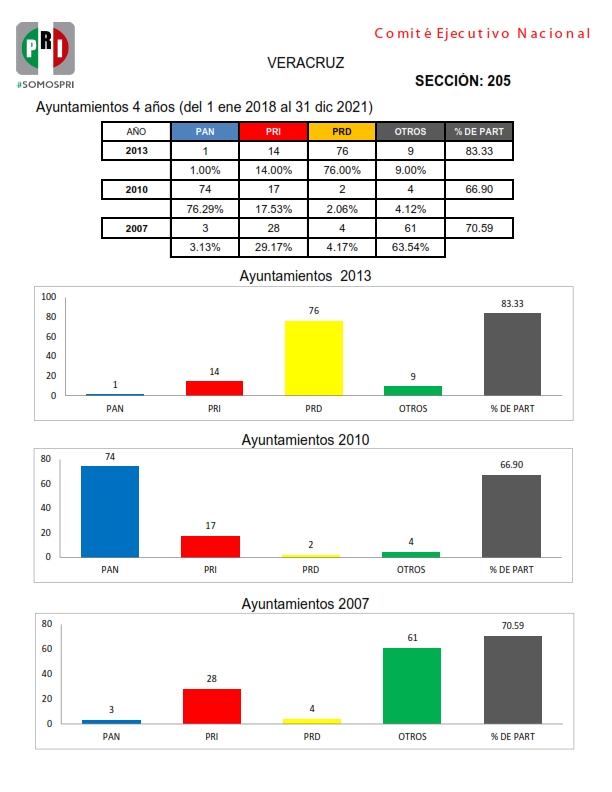 Comité Ejecutivo Nacional
PRI
#SOMOSPRI
VERACRUZ
SECCIÓN: 205
Ayuntamientos 4 años (del 1 ene 2018 al 31 dic 2021)
AÑO PAN PRI PRD OTROS % DE PART
2013 1 14 76 9 83.33
1.00% 14.00% 76.00% 9.00%
2010 74 17 2 4 66.90
76.29% 17.53% 2.06% 4.12%
2007 3 28 4 61 70.59
3.13% 29.17% 4.17% 63.54%
Ayuntamientos 2013
100
80
60
40
20
0
1 14 76 9 83.33
PAN PRI PRD OTROS % DE PART
Ayuntamientos 2010
80
60
40
20
0
74 17 2 4 66.90
PAN PRI PRD OTROS % DE PART
Ayuntamientos 2007
80
60
40
20
0
3 28 4 61 70.59
PAN PRI PRD OTROS % DE PART